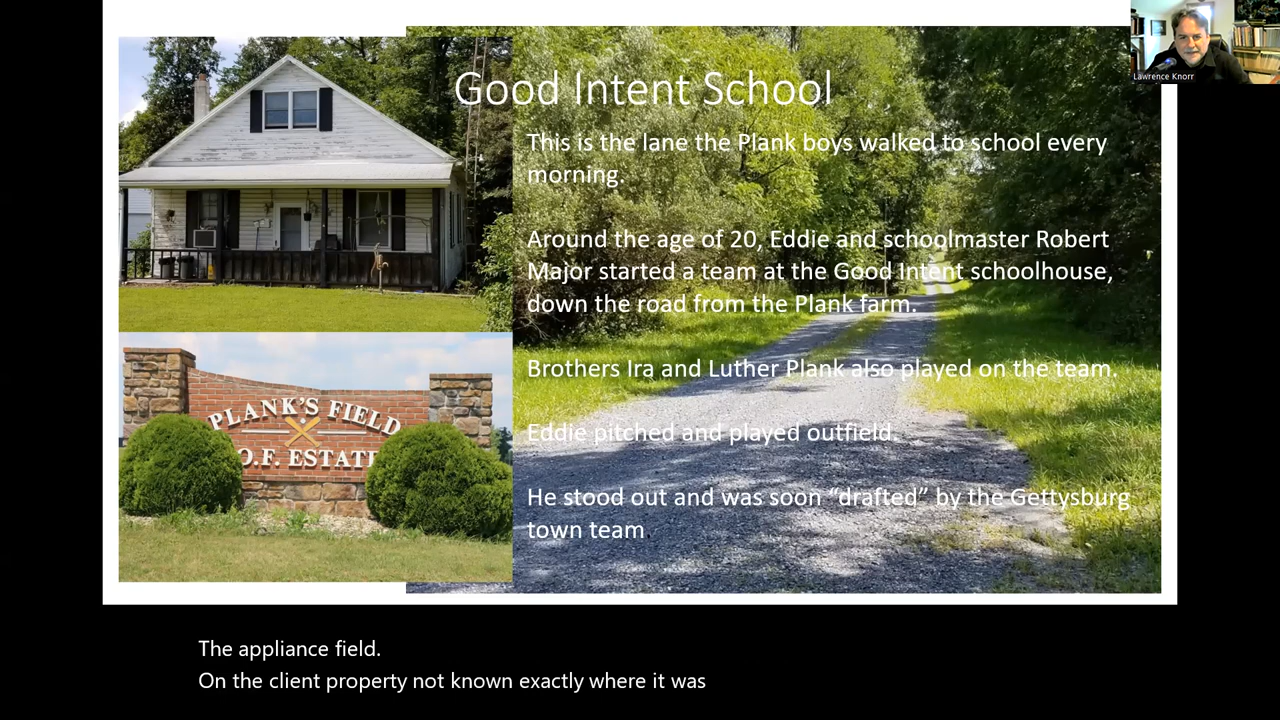 Lawrence Knorr
Good Intent School
This is the lane the Plank boys walked to school every
morning.
Around the age of 20, Eddie and schoolmaster Robert
Major started a team at the Good Intent schoolhouse,
down the road from the Plank farm.
Brothers Ira and Luther Plank also played on the team.
Eddie pitched and played outfield.
He stood out and was soon “drafted” by the Gettysburg
town team.
PLANK'S FIELD
O.F. ESTATE
The appliance field.
On the client property not known exactly where it was